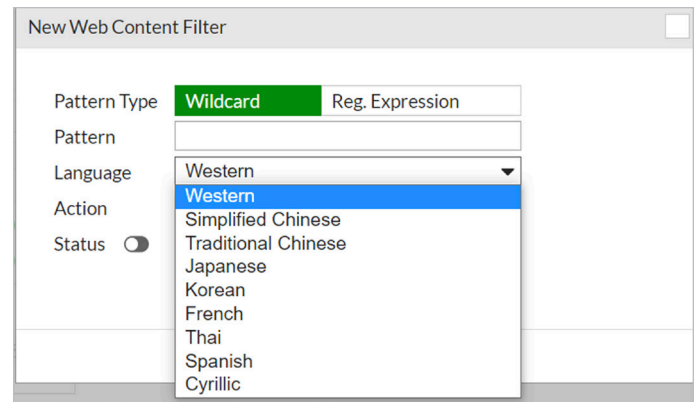 New Web Content Filter
Pattern Type Wildcard Reg. Expression
Pattern
Language Western
Western
Action
Simplified Chinese
Status
Traditional Chinese
Japanese
Korean
French
Thai
Spanish
Cyrillic